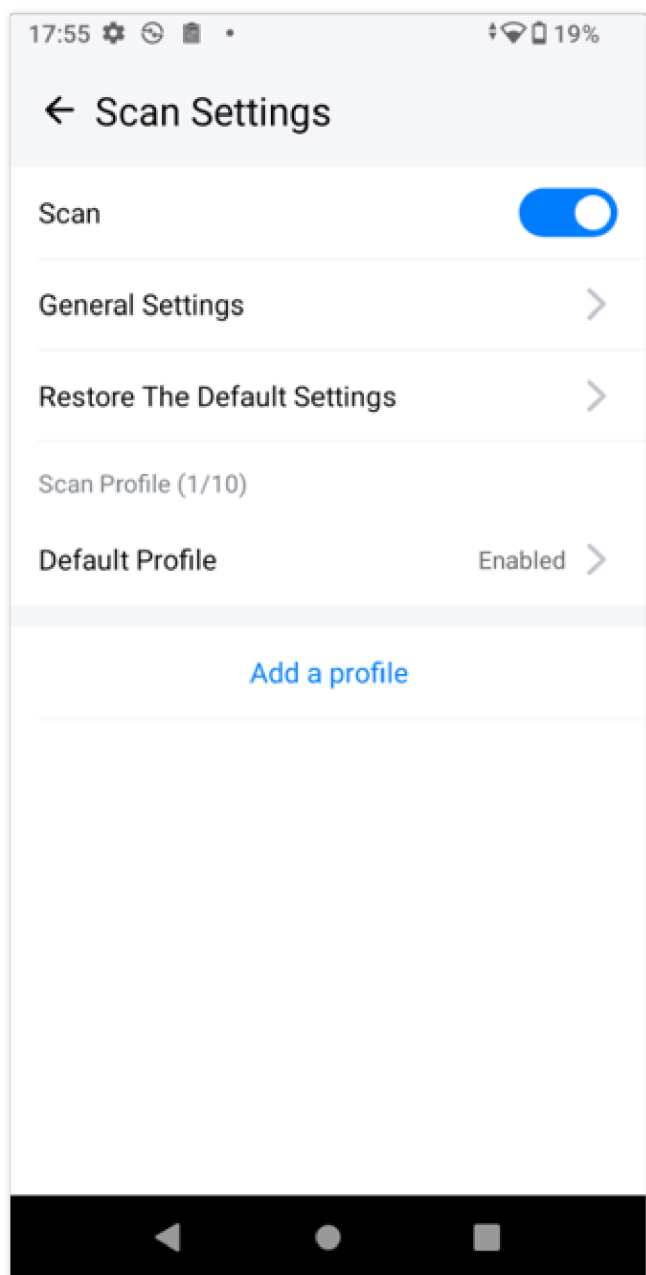 17:55
19%
Scan Settings
Scan
General Settings
Restore The Default Settings
Scan Profile (1/10)
Default Profile Enabled
Add a profile